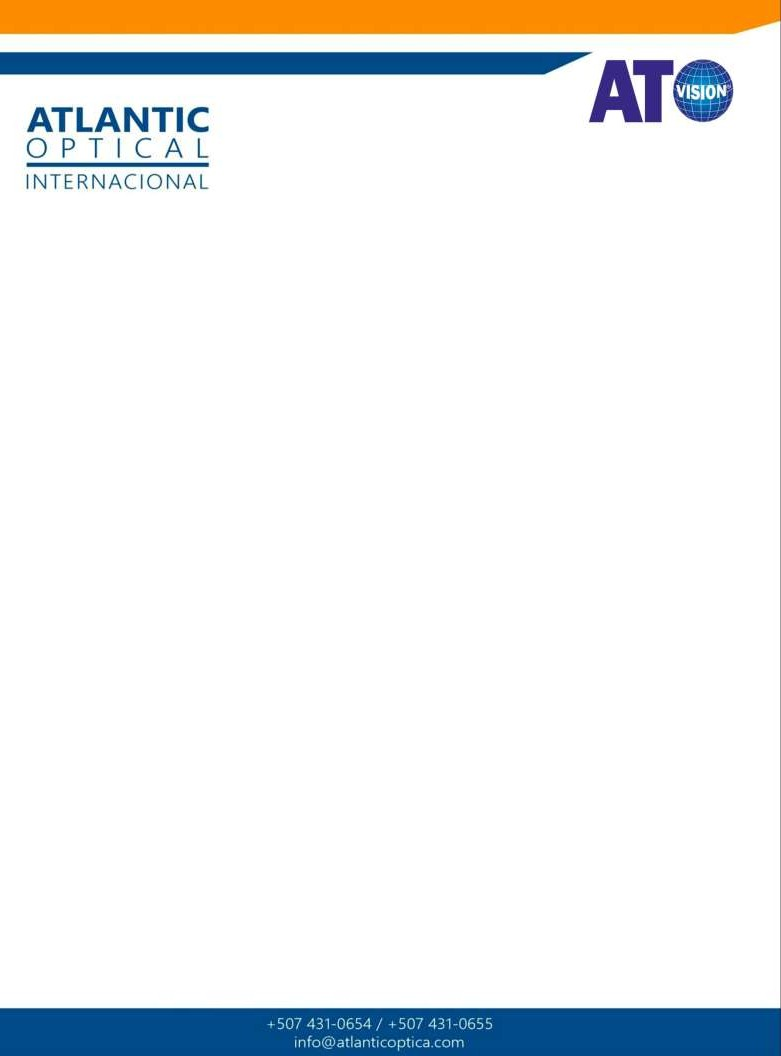 AT VISION
ATLANTIC
OPTICAL
INTERNACIONAL
+507 431-0654 / +507 431-0655
info@atlanticoptica.com